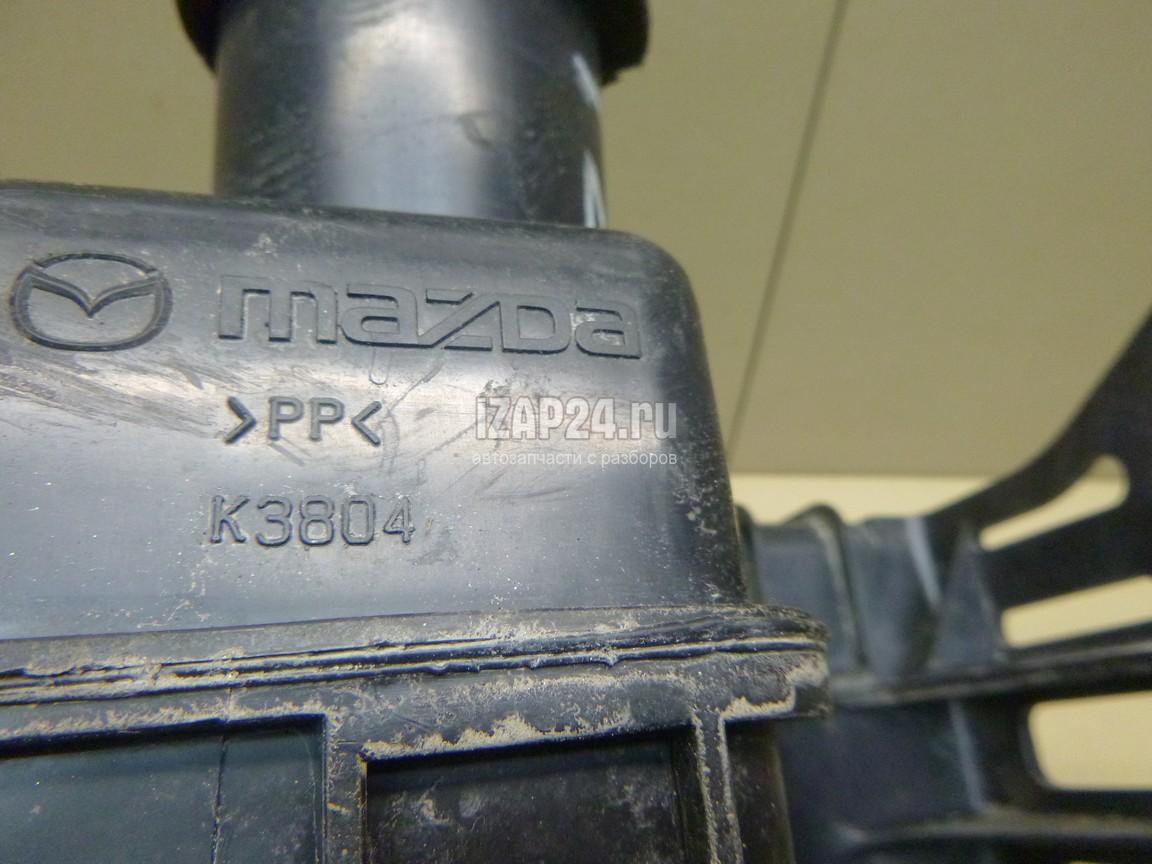 mazda
>PP<
IZAP24.ru
автозапчасти с разборов
K3804